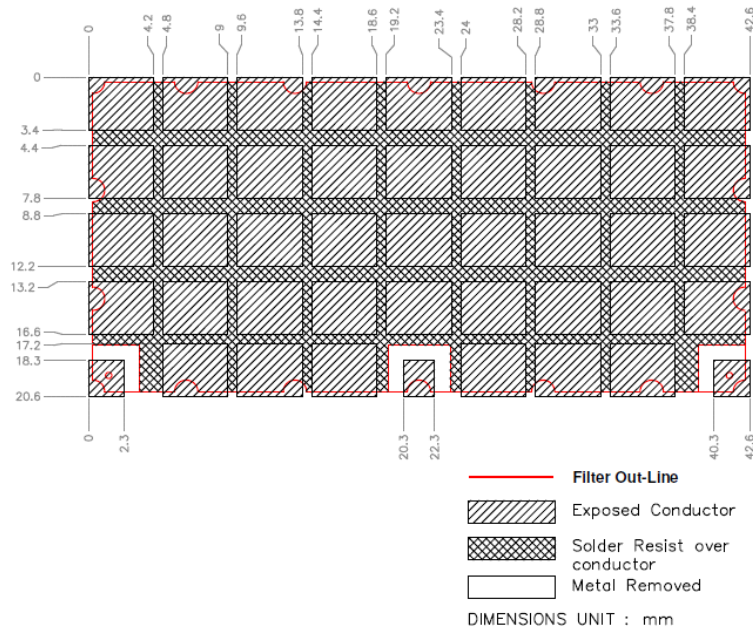 0 4.2 4.8 9 9.6 13.8 14.4 18.6 19.2 23.4 24 28.2 28.8 33 33.6 37.8 38.4 42.6
0
3.4
4.4
7.8
8.8
12.2
13.2
16.6
17.2
18.3
20.6
0 2.3 20.3 22.3 40.3 42.6
Filter Out-Line
Exposed Conductor
Solder Resist over
conductor
Metal Removed
DIMENSIONS UNIT : mm